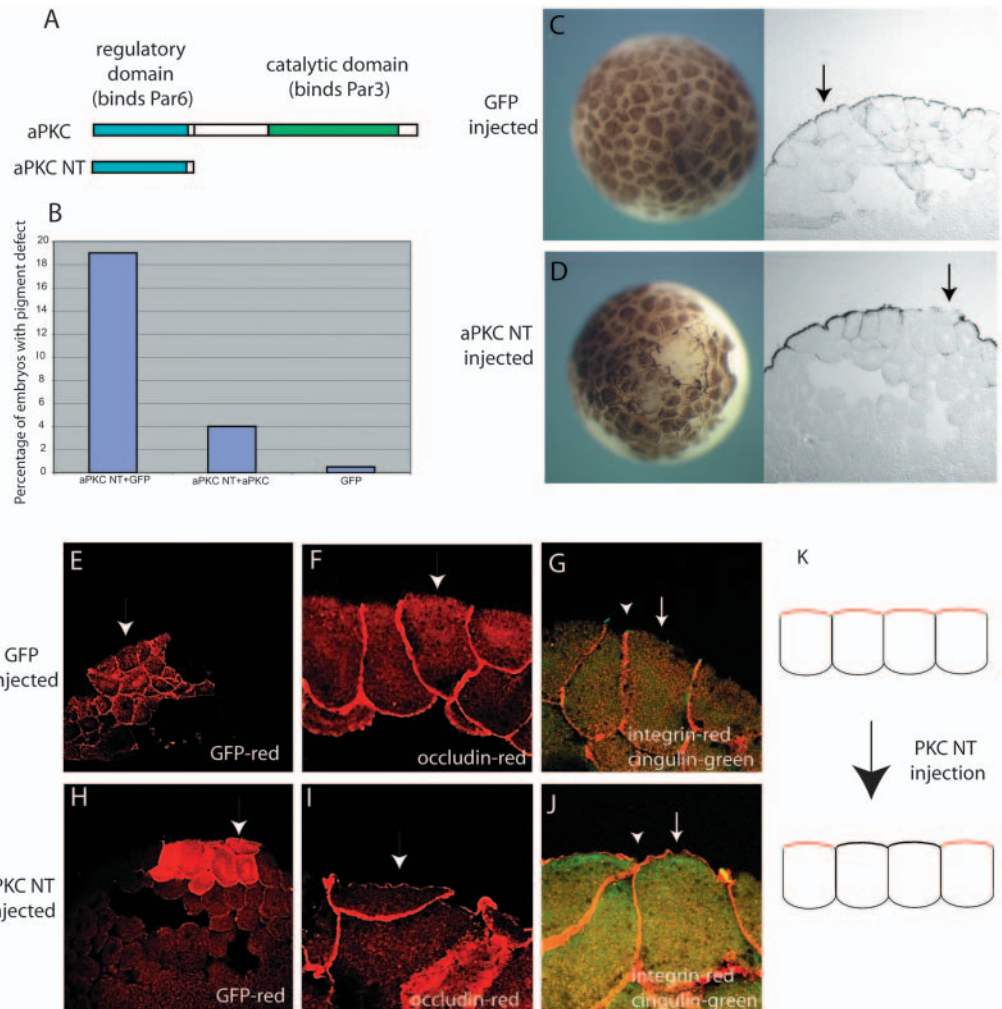 A
regulatory
domain
(binds Par6)
catalytic domain
(binds Par3)
aPKC
aPKC NT
B
Percentage of embryos with pigment defect
20
18
16
14
12
10
8
6
4
2
0
aPKC NT+GFP
aPKC NT+aPKC
GFP
C
GFP
injected
D
aPKC NT
injected
E
F
G
GFP
njected
GFP-red
occludin-red
integrin-red
cingulin-green
H
I
J
PKC NT
njected
GFP-red
occludin-red
integrin-red
cingulin-green
K
PKC NT
injection